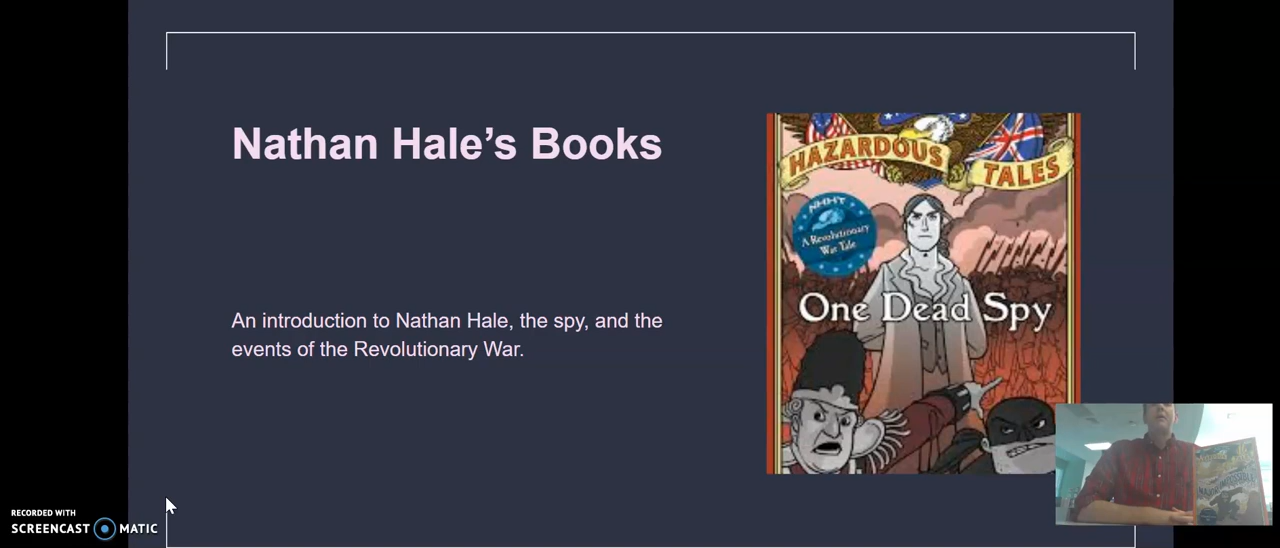 Nathan Hale’s Books
An introduction to Nathan Hale, the spy, and the
events of the Revolutionary War.
HAZARDOUS TALES
NHHT
A Revolutionary
War Tale
One Dead Spy
RECORDED WITH
SCREENCAST MATIC